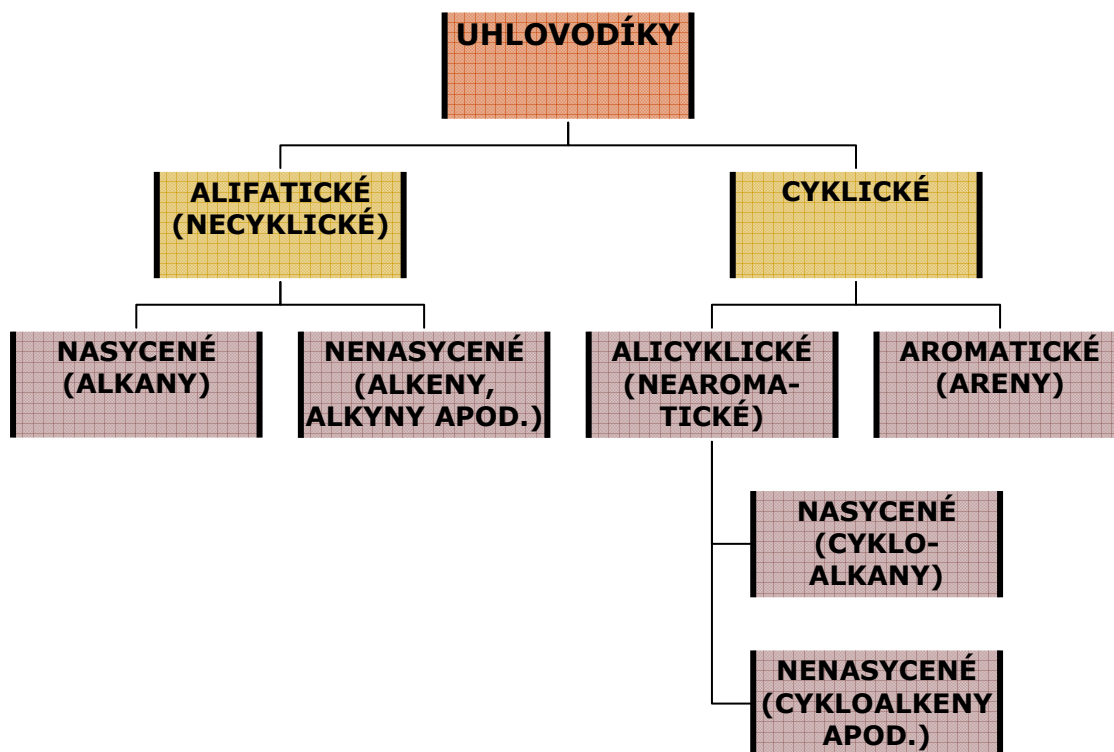 UHLOVODÍKY
ALIFATICKÉ
(NECYKLICKÉ)
CYKLICKÉ
NASYCENÉ
(ALKANY)
NENASYCENÉ
(ALKENY,
ALKYNY APOD.)
ALICYKLICKÉ
(NEAROMA-
TICKÉ)
AROMATICKÉ
(ARENY)
NASYCENÉ
(CYKLO-
ALKANY)
NENASYCENÉ
(CYKLOALKENY
APOD.)